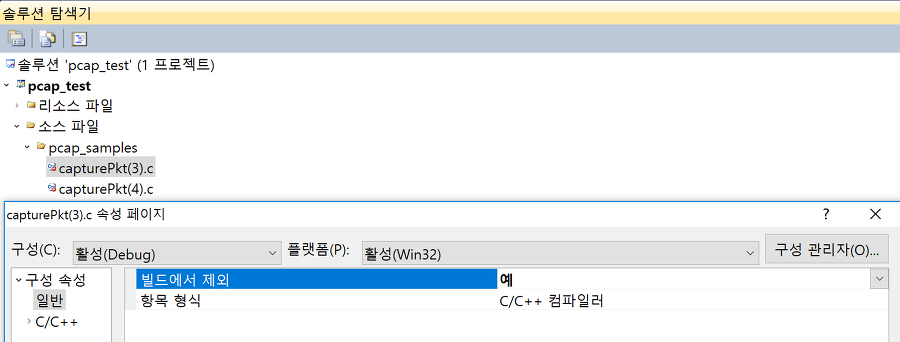 솔루션 탐색기
솔루션 'pcap_test' (1 프로젝트)
pcap_test
리소스 파일
소스 파일
pcap_samples
capturePkt(3).c
capturePkt(4).c
capturePkt(3).c 속성 페이지 ?
구성(C): 활성(Debug) 플랫폼(P): 활성(Win32) 구성 관리자(O)...
구성 속성
일반
C/C++
빌드에서 제외 예
항목 형식 C/C++ 컴파일러